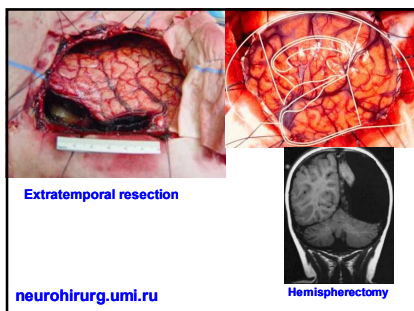 Extratemporal resection
Hemispherectomy
neurohirurg.umi.ru